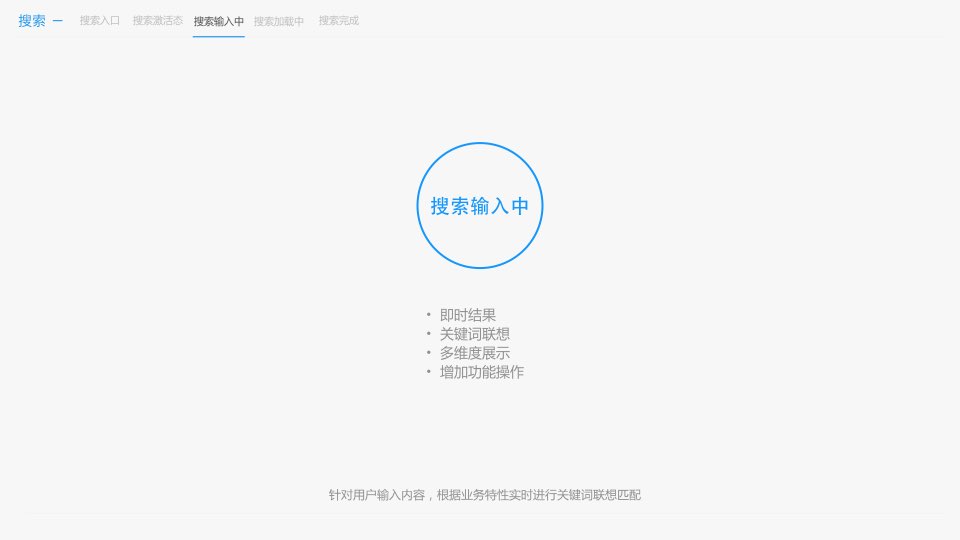 搜索 一 搜索入口 搜索激活态 搜索输入中 搜索加载中 搜索完成
搜索输入中
• 即时结果
• 关键词联想
• 多维度展示
• 增加功能操作
针对用户输入内容，根据业务特性实时进行关键词联想匹配